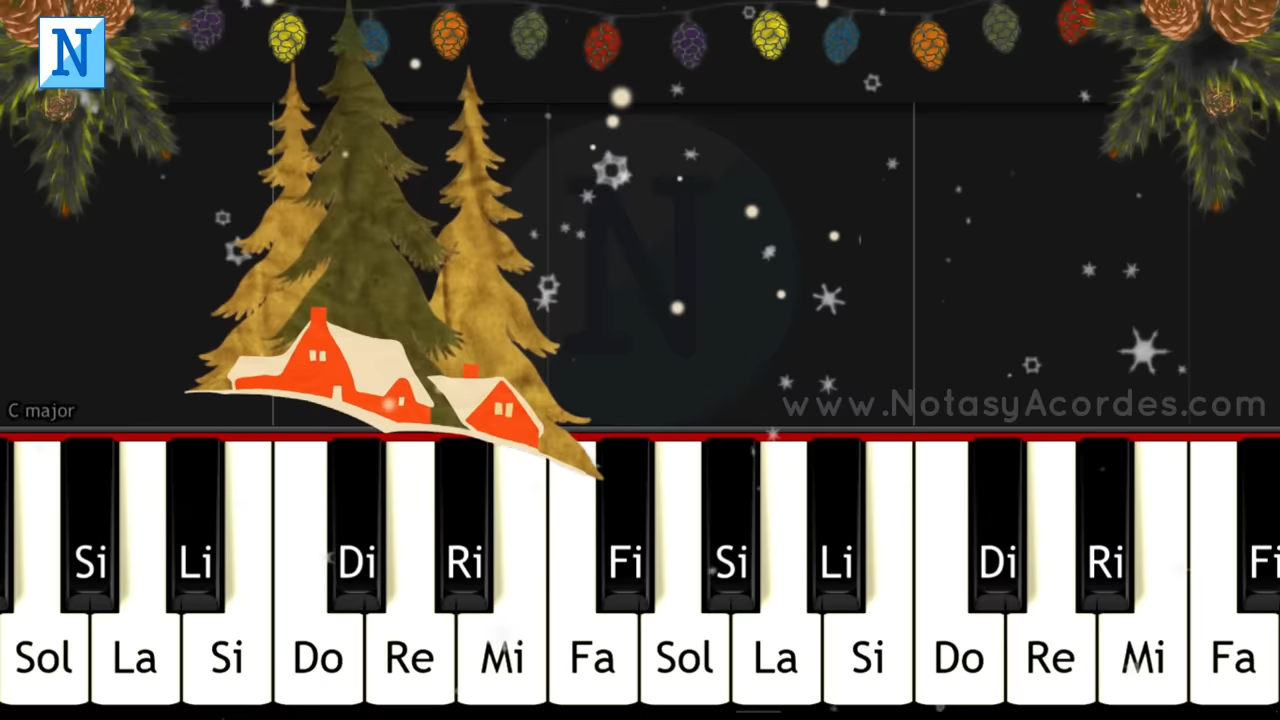 N
N
C major
www.NotasyAcordes.com
Si Li Di Ri Fi Si Li Di Ri Fi
Sol La Si Do Re Mi Fa Sol La Si Do Re Mi Fa